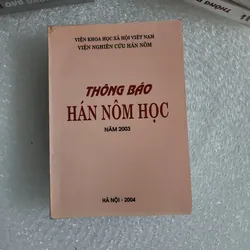 VIỆN KHOA HỌC XÃ HỘI VIỆT NAM
VIỆN NGHIÊN CỨU HÁN NÔM
THÔNG BÁO
HÁN NÔM HỌC
NĂM 2003
HÀ NỘI - 2004